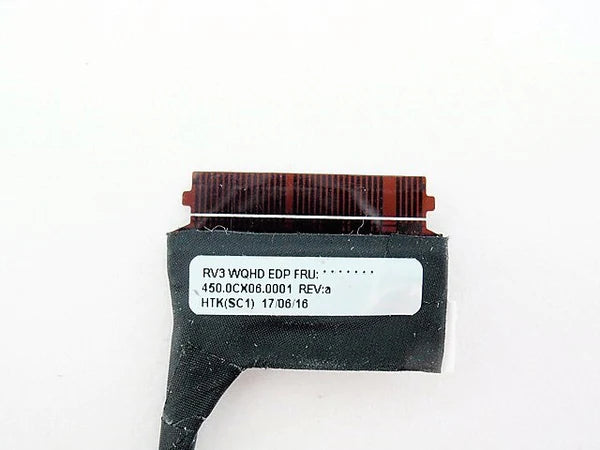 RV3 WQHD EDP FRU: *******
450.0CX06.0001 REV:a
HTK(SC1) 17/06/16